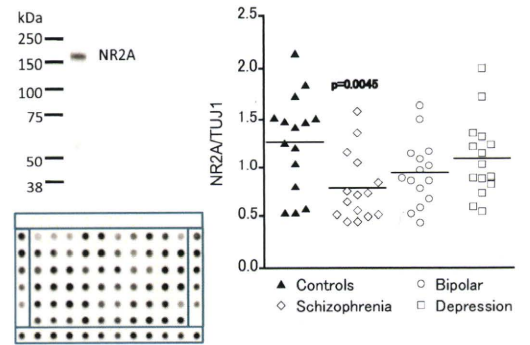 kDa
250
150
100
75
50
38
NR2A
NR2A/TUJ1
2.5
2.0
1.5
1.0
0.5
0.0
p=0.0045
▲ Controls
○ Bipolar
◇ Schizophrenia
□ Depression